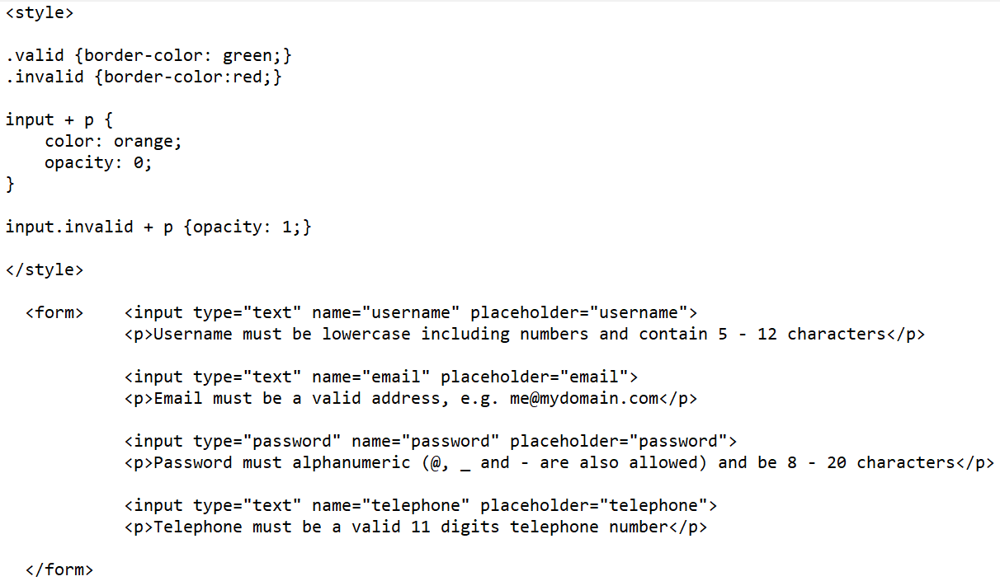 <style>
.valid {border-color: green;}
.invalid {border-color:red;}
input + p {
    color: orange;
    opacity: 0;
}
input.invalid + p {opacity: 1;}
</style>
  <form>    <input type="text" name="username" placeholder="username">
            <p>Username must be lowercase including numbers and contain 5 - 12 characters</p>
            <input type="text" name="email" placeholder="email">
            <p>Email must be a valid address, e.g. me@mydomain.com</p>
            <input type="password" name="password" placeholder="password">
            <p>Password must alphanumeric (@, _ and - are also allowed) and be 8 - 20 characters</p>
            <input type="text" name="telephone" placeholder="telephone">
            <p>Telephone must be a valid 11 digits telephone number</p>
  </form>